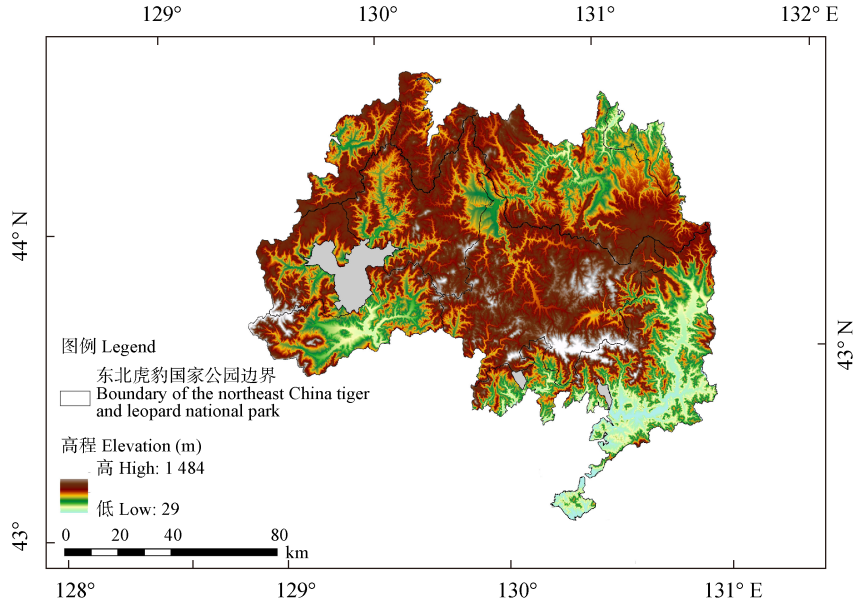 129°
130°
131°
132° E
44° N
43° N
图例 Legend
东北虎豹国家公园边界
Boundary of the northeast China tiger
and leopard national park
高程 Elevation (m)
高 High: 1 484
低 Low: 29
0 20 40 80
km
43°
128°
129°
130°
131° E